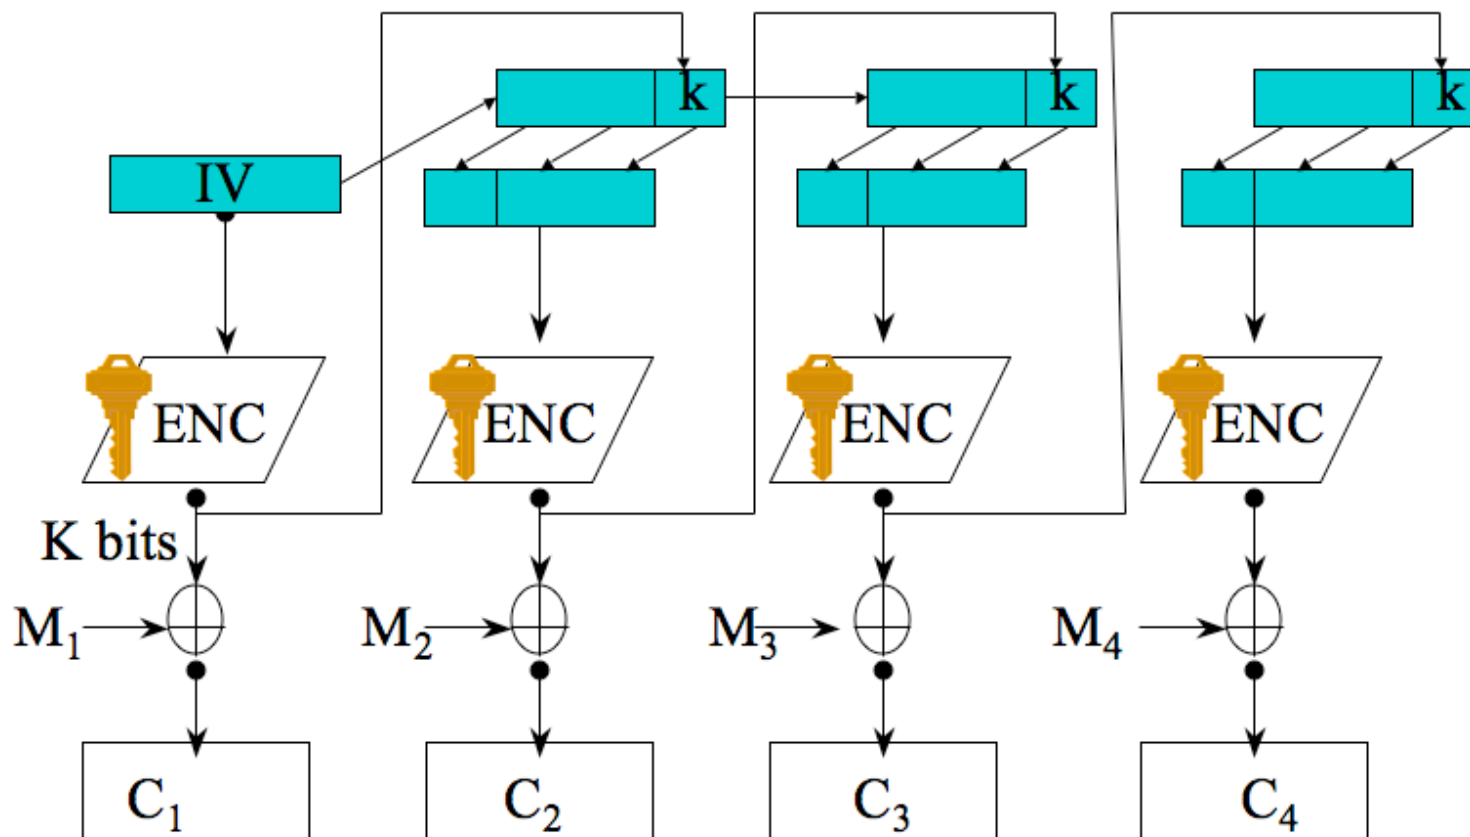 k k k
IV
ENC ENC ENC ENC
K bits
M₁ M₂ M₃ M₄
C₁ C₂ C₃ C₄